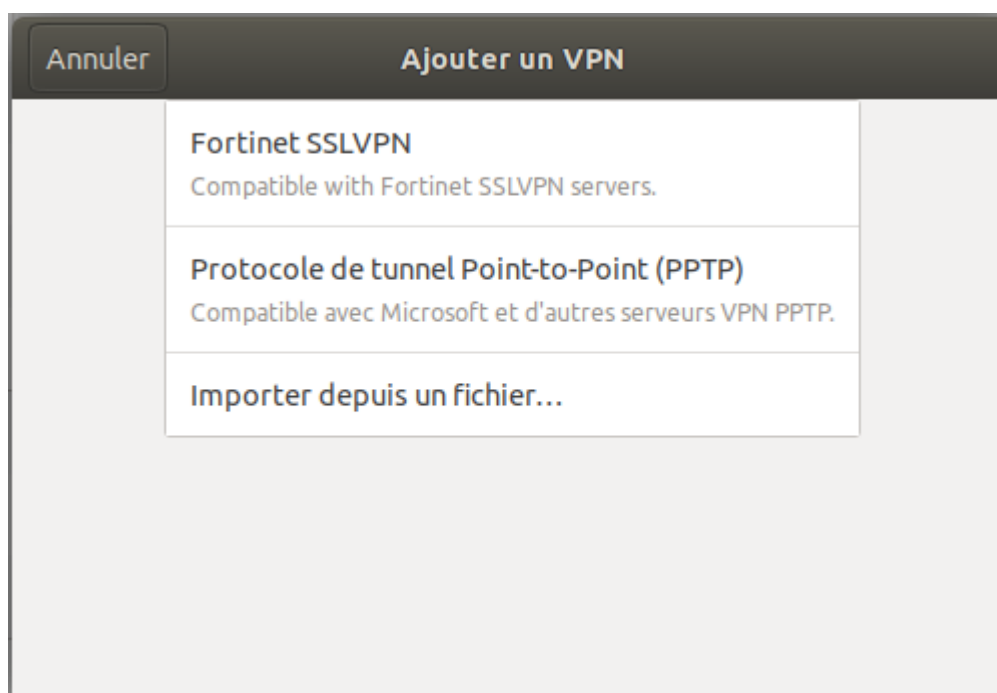 Annuler
Ajouter un VPN
Fortinet SSLVPN
Compatible with Fortinet SSLVPN servers.
Protocole de tunnel Point-to-Point (PPTP)
Compatible avec Microsoft et d'autres serveurs VPN PPTP.
Importer depuis un fichier…